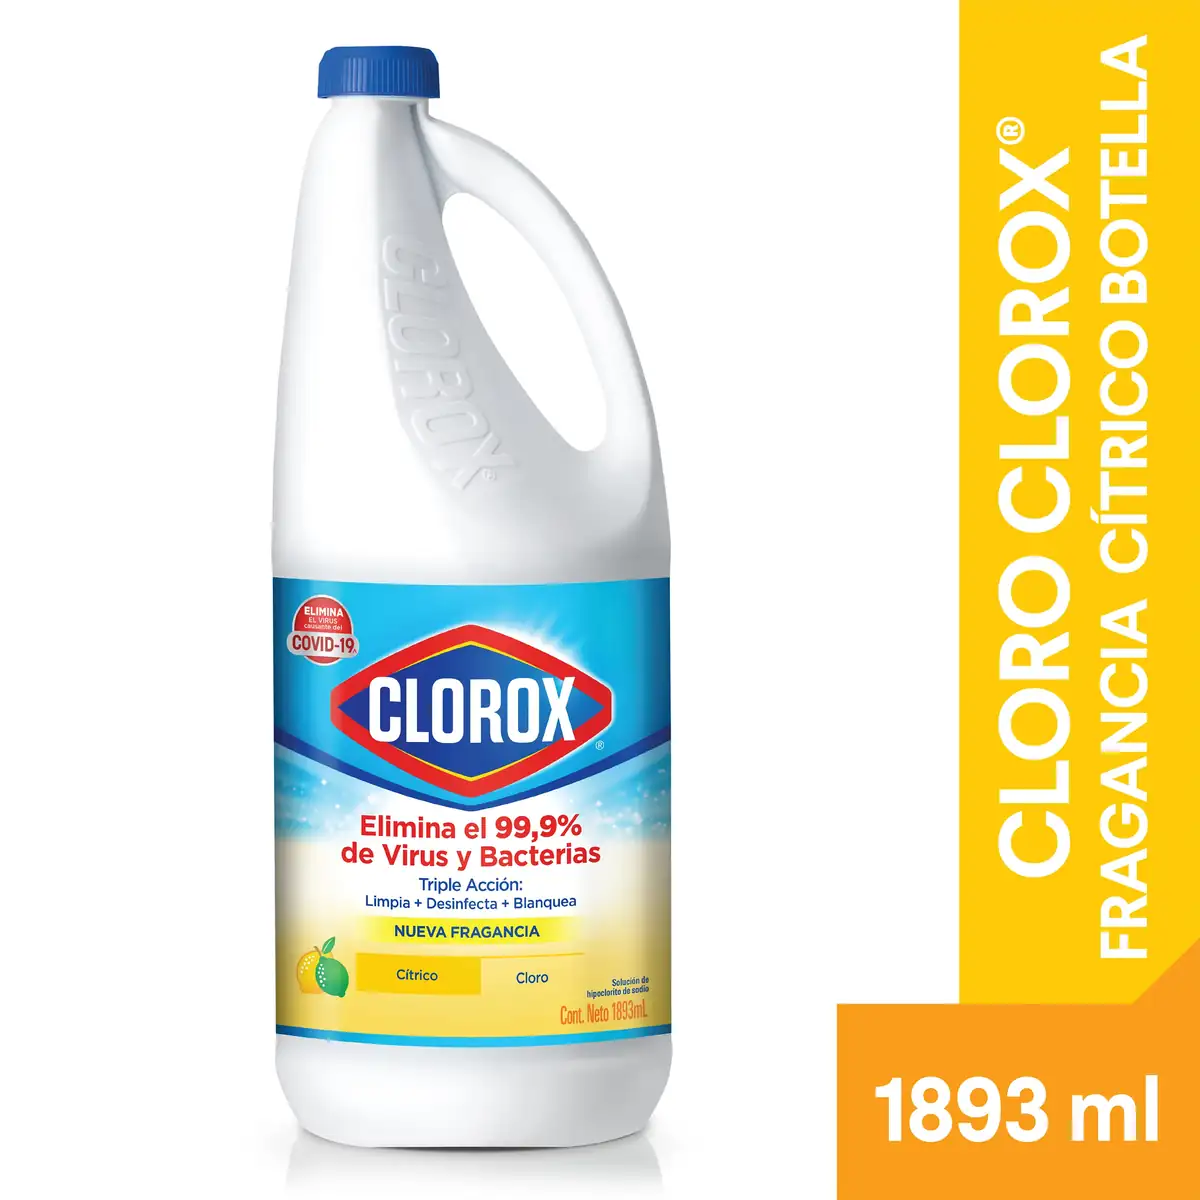 CLOROX®
ELIMINA
EL VIRUS
causante del
COVID-19
CLOROX
®
Elimina el 99,9%
de Virus y Bacterias
Triple Acción:
Limpia + Desinfecta + Blanquea
NUEVA FRAGANCIA
Cítrico
Cloro
Solución de
hipoclorito de sodio
Cont. Neto 1893mL
CLORO CLOROX®
FRAGANCIA CÍTRICO BOTELLA
1893 ml